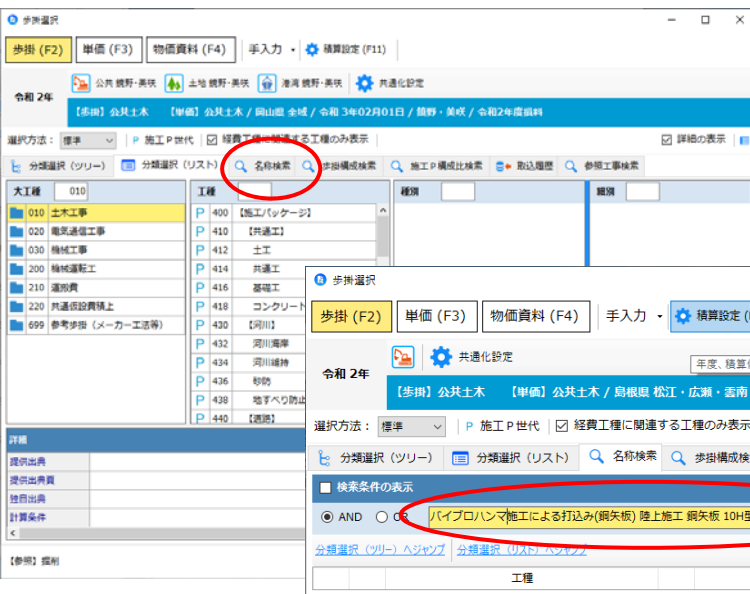 歩掛選択
歩掛 (F2) 単価 (F3) 物価資料 (F4) 手入力 積算設定 (F11)
令和 2年
公共 鏡野・美咲 土地 鏡野・美咲 港湾 鏡野・美咲 共通化設定
【歩掛】公共土木 【単価】公共土木 / 岡山県 全域 / 令和 3年02月01日 / 鏡野・美咲 / 令和2年度損料
選択方法： 標準 P 施工P世代 経費工種に関連する工種のみ表示 詳細の表示
分類選択（ツリー） 分類選択（リスト） 名称検索 歩掛構成検索 施工P構成比検索 取込履歴 参照工事検索
大工種 010
010 土木工事
020 電気通信工事
030 機械工事
200 機械運転工
210 運搬費
220 共通仮設費積上
699 参考歩掛（メーカー工法等）
工種
P 400 【施工パッケージ】
P 410 【共通工】
P 412 土工
P 414 共通工
P 416 基礎工
P 418 コンクリート
P 430 【河川】
P 432 河川海岸
P 434 河川維持
P 436 砂防
P 438 地すべり防止
P 440 【道路】
種別
細別
詳細
提供出典
提供出典頁
独自出典
計算条件
【参照】掘削
歩掛選択
歩掛 (F2) 単価 (F3) 物価資料 (F4) 手入力 積算設定
令和 2年
共通化設定
年度、積算
【歩掛】公共土木 【単価】公共土木 / 島根県 松江・広瀬・雲南
選択方法： 標準 P 施工P世代 経費工種に関連する工種のみ表示
分類選択（ツリー） 分類選択（リスト） 名称検索 歩掛構成検
検索条件の表示
AND OR バイブロハンマ施工による打込み(鋼矢板) 陸上施工 鋼矢板 10H型
分類選択（ツリー）へジャンプ 分類選択（リスト）へジャンプ
工種